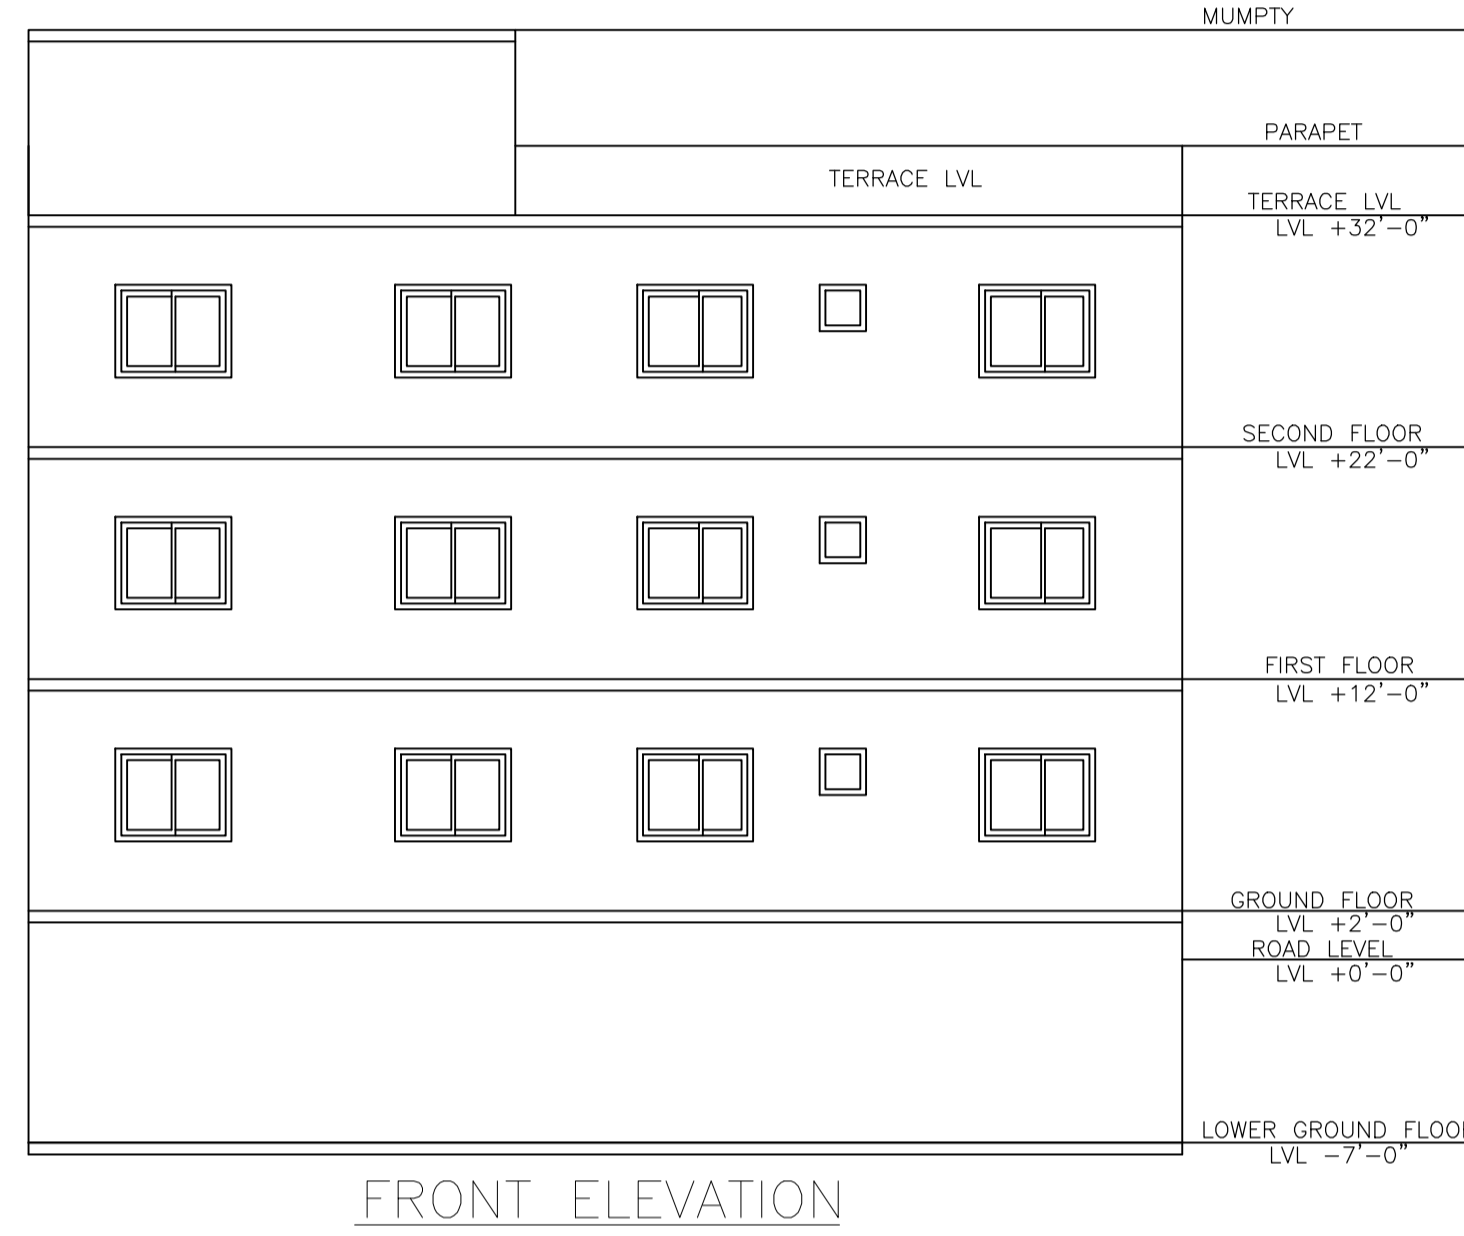 MUMPTY
PARAPET
TERRACE LVL
TERRACE LVL
LVL +32'-0"
SECOND FLOOR
LVL +22'-0"
FIRST FLOOR
LVL +12'-0"
GROUND FLOOR
LVL +2'-0"
ROAD LEVEL
LVL +0'-0"
LOWER GROUND FLOOR
LVL -7'-0"
FRONT ELEVATION